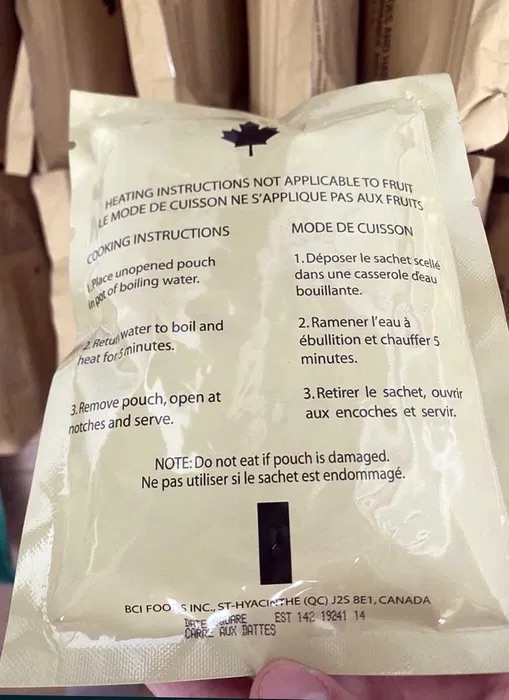 HEATING INSTRUCTIONS NOT APPLICABLE TO FRUIT
LE MODE DE CUISSON NE S'APPLIQUE PAS AUX FRUITS
COOKING INSTRUCTIONS
1. Place unopened pouch
in pot of boiling water.
2. Return water to boil and
heat for 5 minutes.
3. Remove pouch, open at
notches and serve.
MODE DE CUISSON
1. Déposer le sachet scellé
dans une casserole d'eau
bouillante.
2. Ramener l'eau à
ébullition et chauffer 5
minutes.
3. Retirer le sachet, ouvrir
aux encoches et servir.
NOTE: Do not eat if pouch is damaged.
Ne pas utiliser si le sachet est endommagé.
BCI FOODS INC., ST-HYACINTHE (QC) J2S 8E1, CANADA
DATE SQUARE EST 142 19241 14
CARRE AUX DATTES